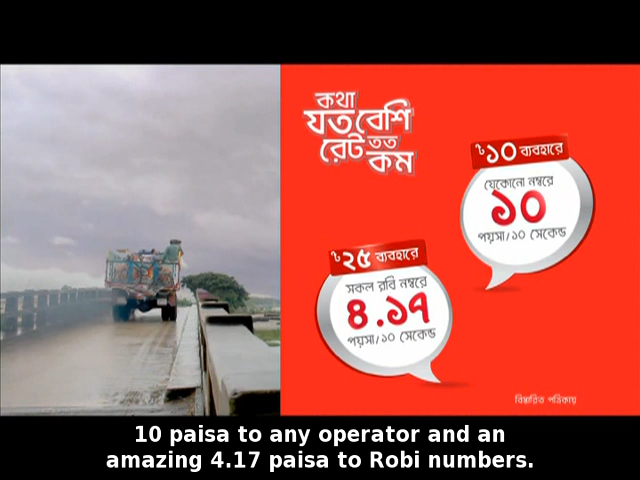 কথা
যত বেশি
রেট তত
কম
৳১০ ব্যবহারে
যেকোনো নম্বরে
১০
পয়সা/১০ সেকেন্ড
৳২৫ ব্যবহারে
সকল রবি নম্বরে
৪.১৭
পয়সা/১০ সেকেন্ড
বিস্তারিত পত্রিকায়
10 paisa to any operator and an
amazing 4.17 paisa to Robi numbers.